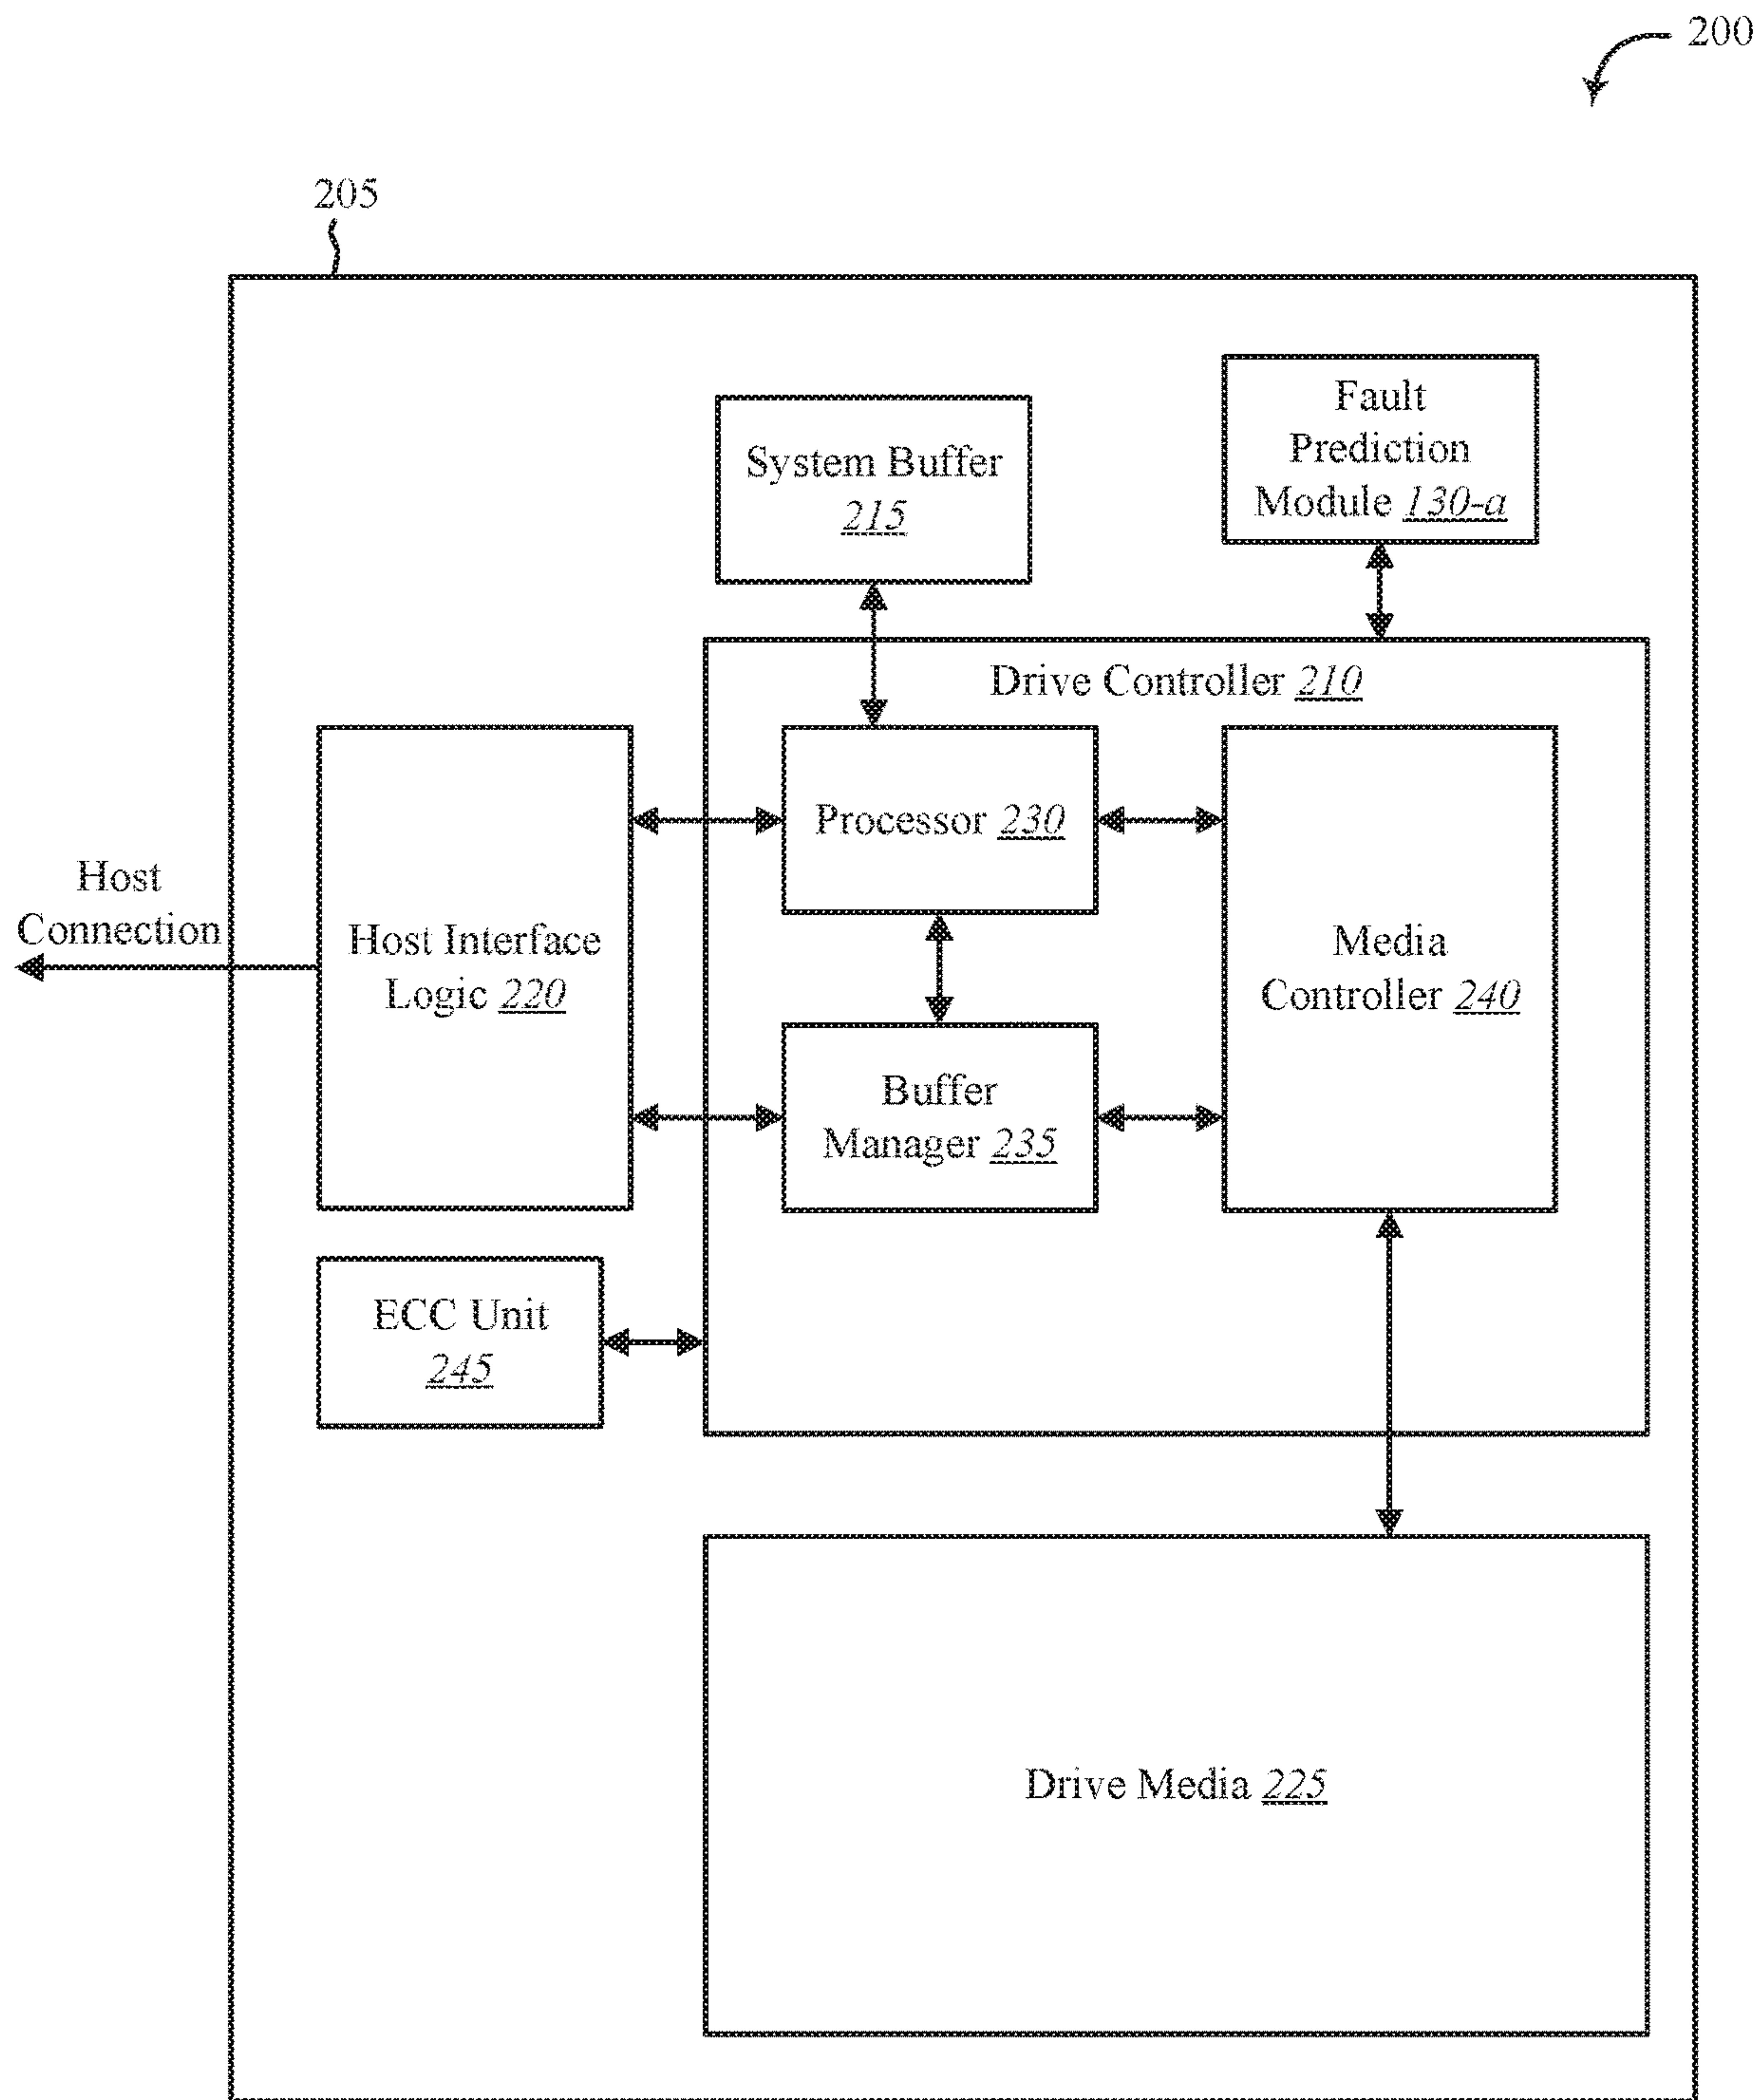 200
205
Fault
Prediction
Module 130-a
System Buffer
215
Drive Controller 210
Processor 230
Host
Connection
Host Interface
Logic 220
Media
Controller 240
Buffer
Manager 235
ECC Unit
245
Drive Media 225